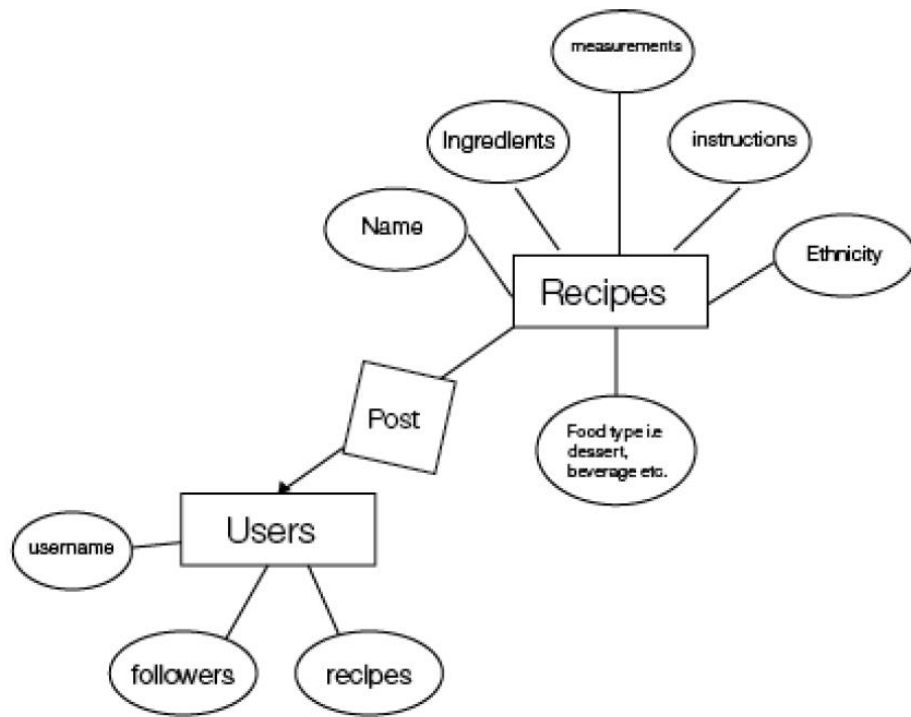 measurements
Ingredients
instructions
Name
Ethnicity
Recipes
Post
Food type i.e
dessert,
beverage etc.
Users
username
followers
recipes